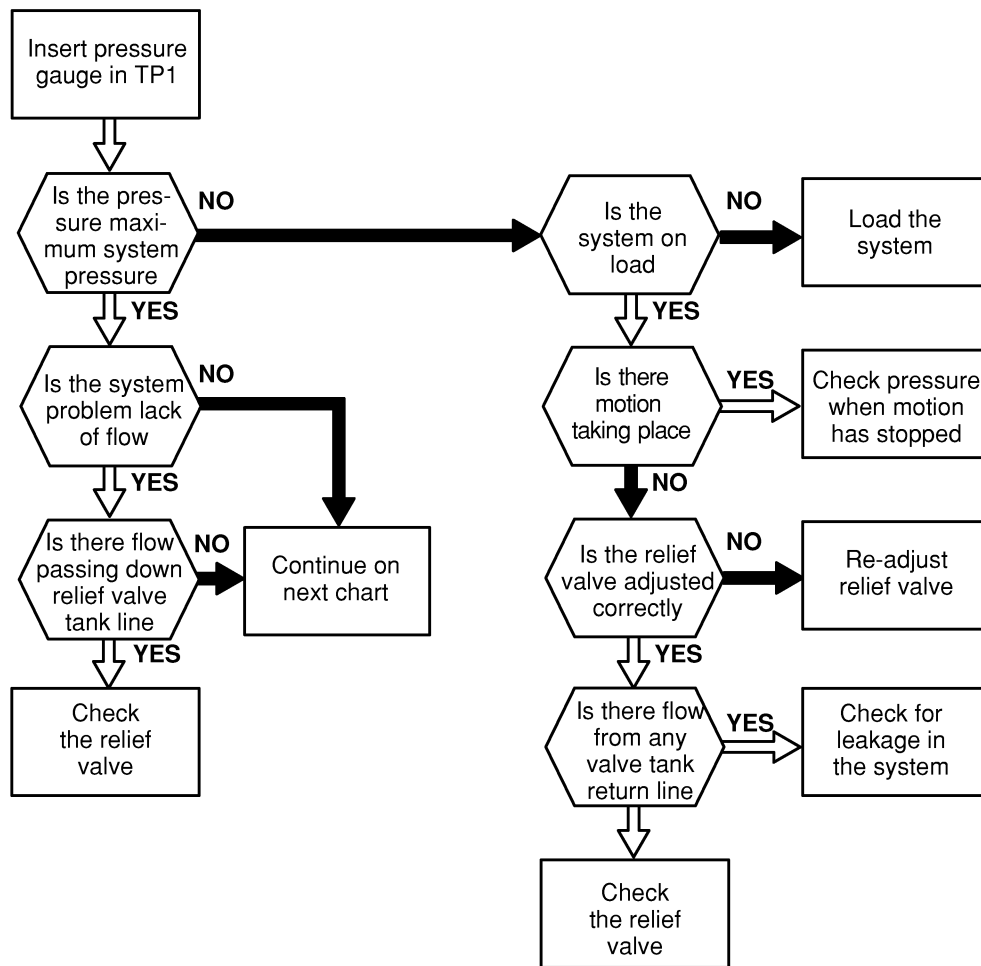 Insert pressure
gauge in TP1
Is the pres-
sure maxi-
mum system
pressure
NO
Is the
system on
load
NO
Load the
system
YES
YES
Is the system
problem lack
of flow
NO
Is there
motion
taking place
YES
Check pressure
when motion
has stopped
YES
NO
Is there flow
passing down
relief valve
tank line
NO
Continue on
next chart
Is the relief
valve adjusted
correctly
NO
Re-adjust
relief valve
YES
YES
Check
the relief
valve
Is there flow
from any
valve tank
return line
YES
Check for
leakage in
the system
Check
the relief
valve